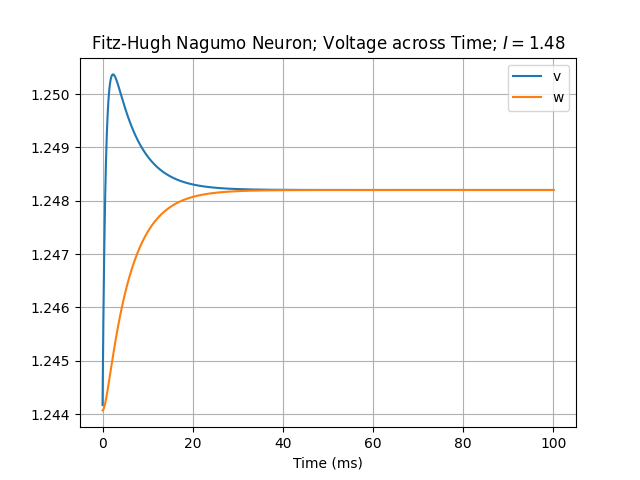 Fitz-Hugh Nagumo Neuron; Voltage across Time; I = 1.48
v
w
1.250
1.249
1.248
1.247
1.246
1.245
1.244
0 20 40 60 80 100
Time (ms)